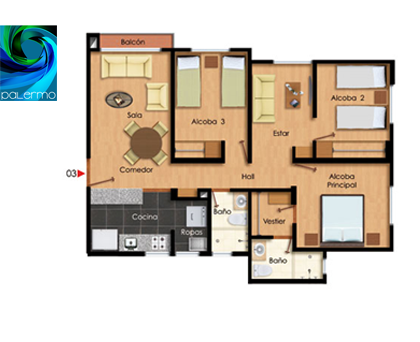 Balcón
Sala
Comedor
Alcoba 3
Estar
Alcoba 2
Hall
Alcoba
Principal
03
Cocina
Ropas
Baño
Vestier
Baño
palermo